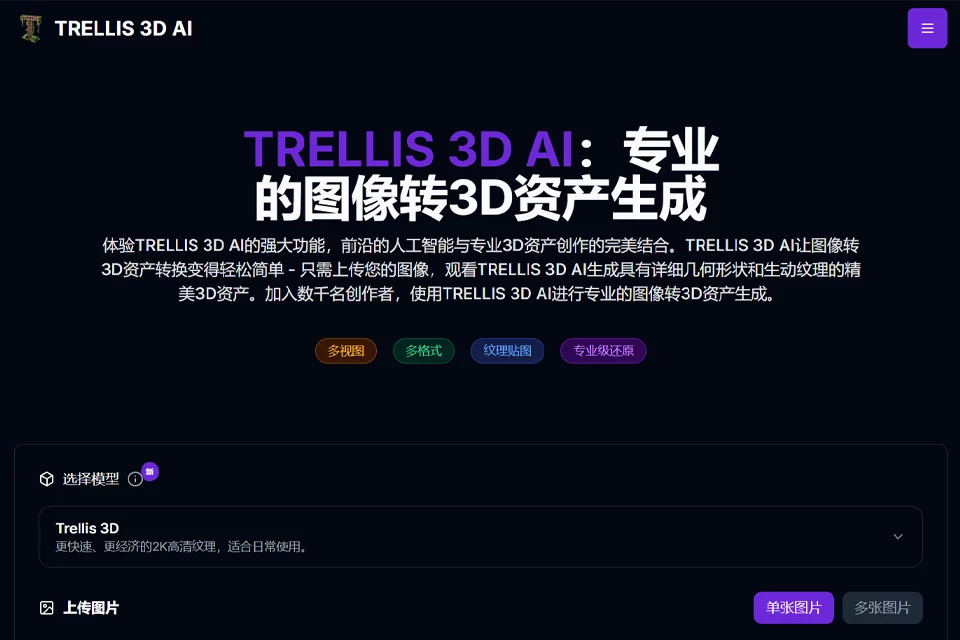 TRELLIS 3D AI
TRELLIS 3D AI：专业
的图像转3D资产生成
体验TRELLIS 3D AI的强大功能，前沿的人工智能与专业3D资产创作的完美结合。TRELLIS 3D AI让图像转
3D资产转换变得轻松简单 - 只需上传您的图像，观看TRELLIS 3D AI生成具有详细几何形状和生动纹理的精
美3D资产。加入数千名创作者，使用TRELLIS 3D AI进行专业的图像转3D资产生成。
多视图 多格式 纹理贴图 专业级还原
选择模型 新
Trellis 3D
更快速、更经济的2K高清纹理，适合日常使用。
上传图片 单张图片 多张图片